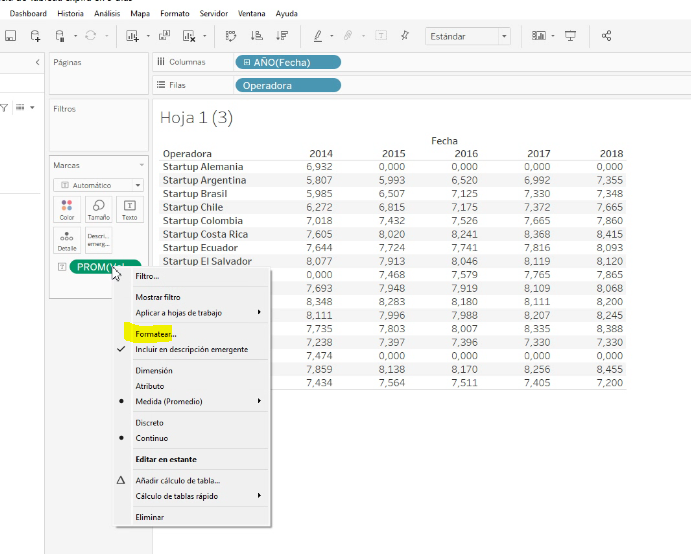 Dashboard Historia Análisis Mapa Formato Servidor Ventana Ayuda
Estándar
Páginas
Columnas AÑO(Fecha)
Filas Operadora
Filtros
Hoja 1 (3)
Fecha
Operadora 2014 2015 2016 2017 2018
Startup Alemania 6,932 0,000 0,000 0,000 0,000
Startup Argentina 5,807 5,993 6,520 6,992 7,355
Startup Brasil 5,985 6,507 7,125 7,330 7,348
Startup Chile 6,272 6,815 7,175 7,372 7,665
Startup Colombia 7,018 7,432 7,526 7,665 7,860
Startup Costa Rica 7,605 8,020 8,241 8,368 8,415
Startup Ecuador 7,644 7,724 7,741 7,816 8,093
Startup El Salvador 8,077 7,913 8,046 8,119 8,120
0,000 7,468 7,579 7,765 7,865
7,693 7,948 7,919 8,109 8,068
8,348 8,283 8,180 8,111 8,200
8,111 7,996 7,988 8,207 8,245
7,735 7,803 8,007 8,335 8,388
7,238 7,397 7,396 7,330 7,330
7,474 0,000 0,000 0,000 0,000
7,859 8,138 8,170 8,256 8,455
7,434 7,564 7,511 7,405 7,200
Marcas
Automático
Color Tamaño Texto
Detalle Descri...
emerg...
Filtro...
Mostrar filtro
Aplicar a hojas de trabajo
Formatear...
Incluir en descripción emergente
Dimensión
Atributo
Medida (Promedio)
Discreto
Continuo
Editar en estante
Añadir cálculo de tabla...
Cálculo de tablas rápido
Eliminar